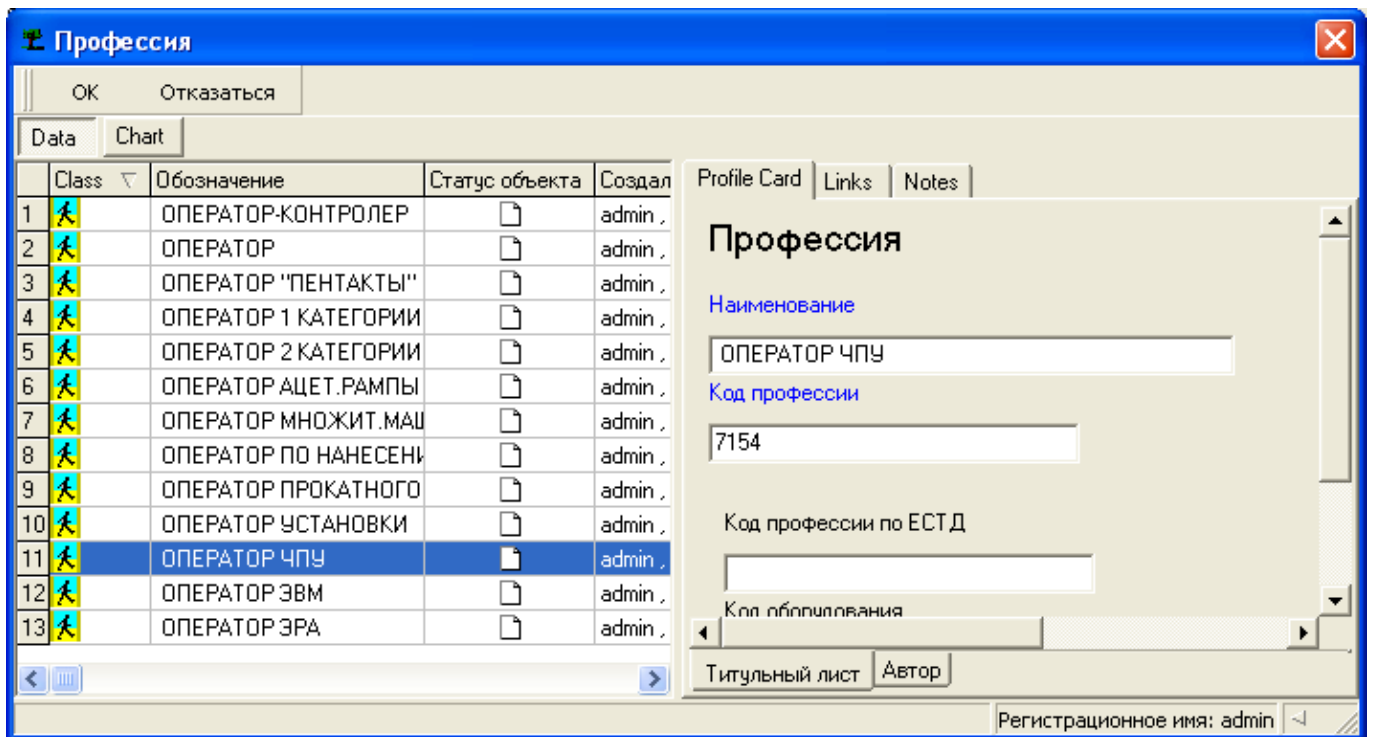 Профессия
ОК Отказаться
Data Chart
Class Обозначение Статус объекта Создал
1 ОПЕРАТОР-КОНТРОЛЕР admin ,
2 ОПЕРАТОР admin ,
3 ОПЕРАТОР "ПЕНТАКТЫ" admin ,
4 ОПЕРАТОР 1 КАТЕГОРИИ admin ,
5 ОПЕРАТОР 2 КАТЕГОРИИ admin ,
6 ОПЕРАТОР АЦЕТ.РАМПЫ admin ,
7 ОПЕРАТОР МНОЖИТ.МАШ admin ,
8 ОПЕРАТОР ПО НАНЕСЕНИ admin ,
9 ОПЕРАТОР ПРОКАТНОГО admin ,
10 ОПЕРАТОР УСТАНОВКИ admin ,
11 ОПЕРАТОР ЧПУ admin ,
12 ОПЕРАТОР ЭВМ admin ,
13 ОПЕРАТОР ЭРА admin ,
Profile Card Links Notes
Профессия
Наименование
ОПЕРАТОР ЧПУ
Код профессии
7154
Код профессии по ЕСТД
Код оборудования
Титульный лист Автор
Регистрационное имя: admin